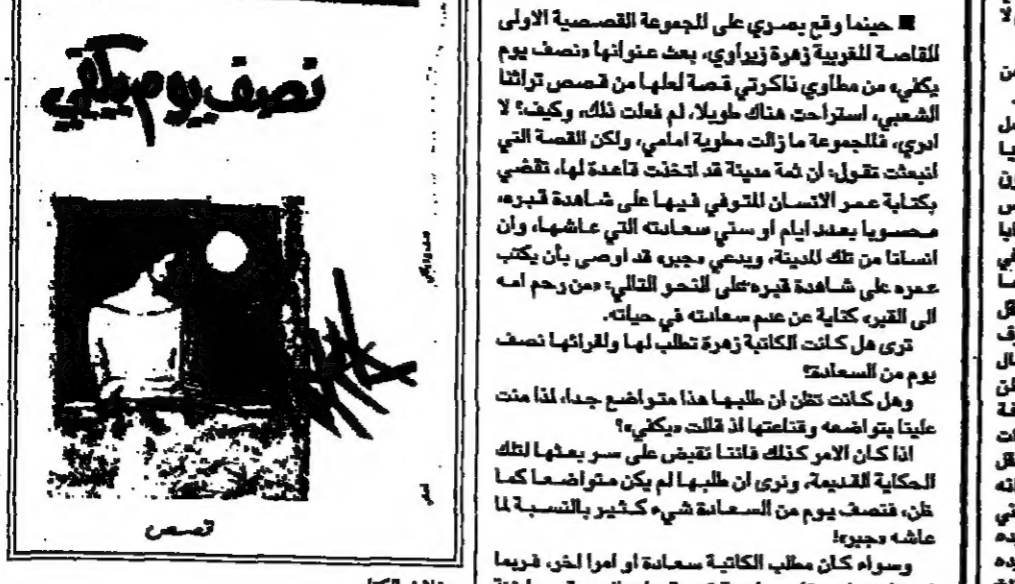 ■ حينما وقع بصري على المجموعة القصصية الاولى
للقاصة المغربية زهرة زيراوي، بعث عنوانها «نصف يوم
يكفي» من مطاوي ذاكرتي قصة لعلها من قصص تراثنا
الشعبي، استراحت هناك طويلا، لم فعلت ذلك، وكيف؟ لا
ادري، فالمجموعة ما زالت مطوية امامي، ولكن القصة التي
انبعثت تقول: ان ثمة مدينة قد اتخذت قاعدة لها، تقضي
بكتابة عمر الانسان المتوفي فيها على شاهدة قبره،
محسوبا بعدد ايام او سني سعادته التي عاشها، وان
انسانا من تلك المدينة، ويدعى «جبر» قد اوصى بأن يكتب
عمره على شاهدة قبره على النحو التالي: «من رحم امه
الى القبر» كناية عن عدم سعادته في حياته.
ترى هل كانت الكاتبة زهرة تطلب لها ولقرائها نصف
يوم من السعادة؟
وهل كانت تظن ان طلبها هذا متواضع جدا، لذا منت
علينا بتواضعه وقناعتها اذ قالت «يكفي»؟
اذا كان الامر كذلك فاننا نقبض على سر بعثها لتلك
الحكاية القديمة، ونرى ان طلبها لم يكن متواضعا كما
ظن، فنصف يوم من السعادة شيء كثير بالنسبة لما
عاشه «جبر»!
وسواء كان مطلب الكاتبة سعادة او امرا اخر، فربما
نصف يوم يكفي
قصص
غلاف الكتاب